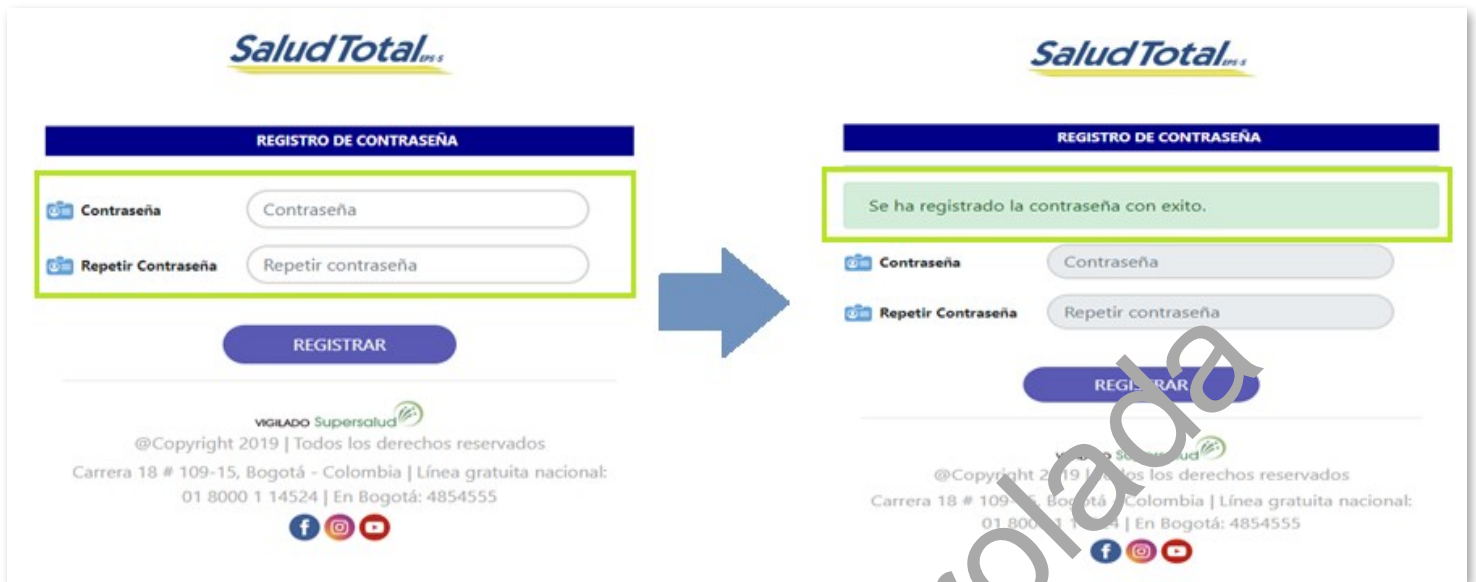 SaludTotal EPS-S
REGISTRO DE CONTRASEÑA
Contraseña
Contraseña
Repetir Contraseña
Repetir contraseña
REGISTRAR
VIGILADO Supersalud
@Copyright 2019 | Todos los derechos reservados
Carrera 18 # 109-15, Bogotá - Colombia | Línea gratuita nacional:
01 8000 1 14524 | En Bogotá: 4854555
SaludTotal EPS-S
REGISTRO DE CONTRASEÑA
Se ha registrado la contraseña con exito.
Contraseña
Contraseña
Repetir Contraseña
Repetir contraseña
REGISTRAR
Supersalud
@Copyright 2019 | Todos los derechos reservados
Carrera 18 # 109-15, Bogotá - Colombia | Línea gratuita nacional:
01 8000 1 14524 | En Bogotá: 4854555
rolada